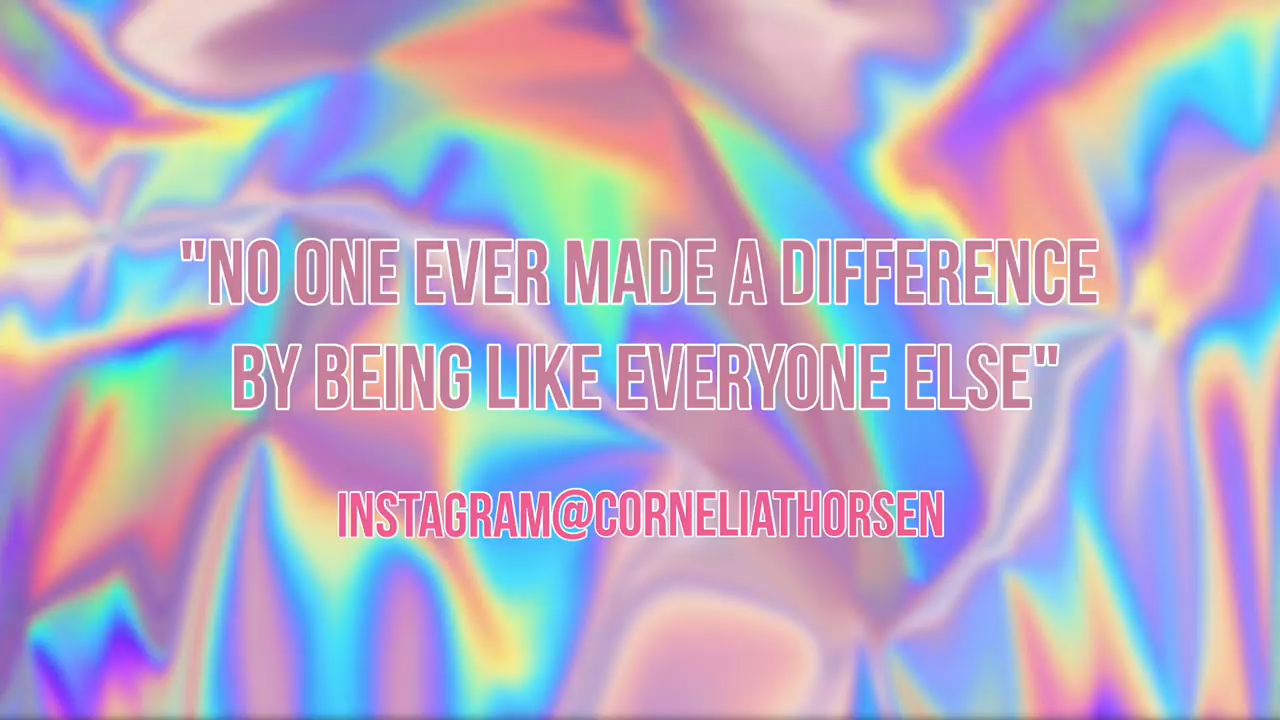 "NO ONE EVER MADE A DIFFERENCE
BY BEING LIKE EVERYONE ELSE"
INSTAGRAM@CORNELIATHORSEN